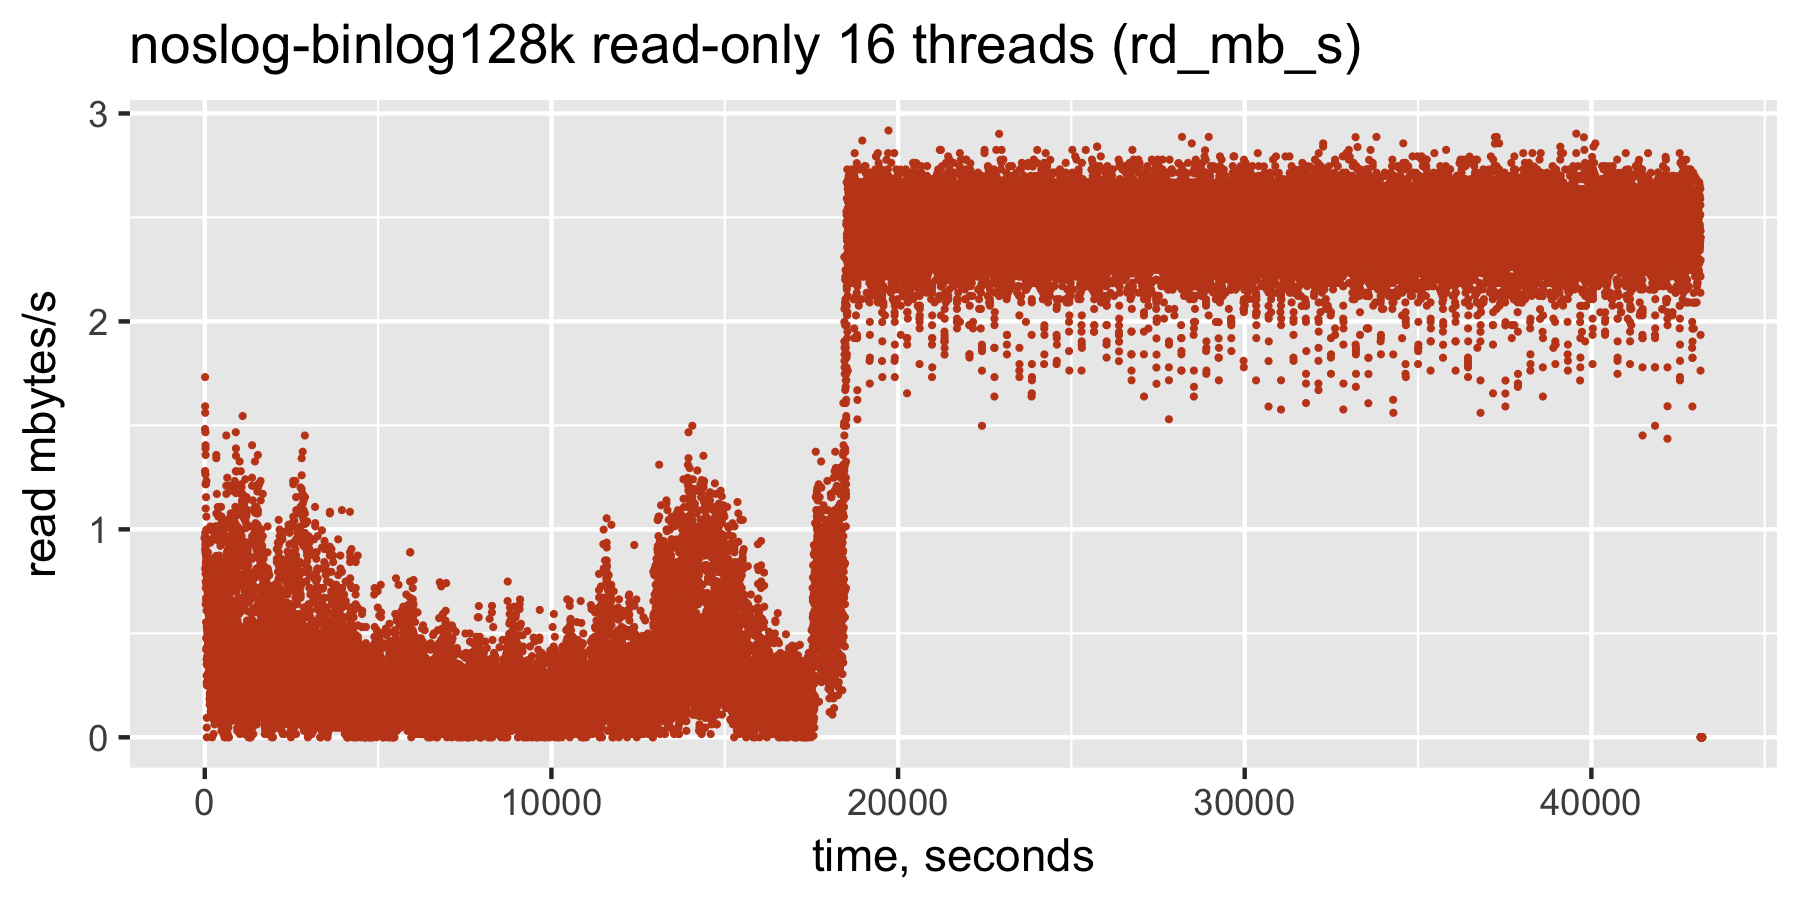 noslog-binlog128k read-only 16 threads (rd_mb_s)
3
2
1
0
read mbytes/s
0 10000 20000 30000 40000
time, seconds